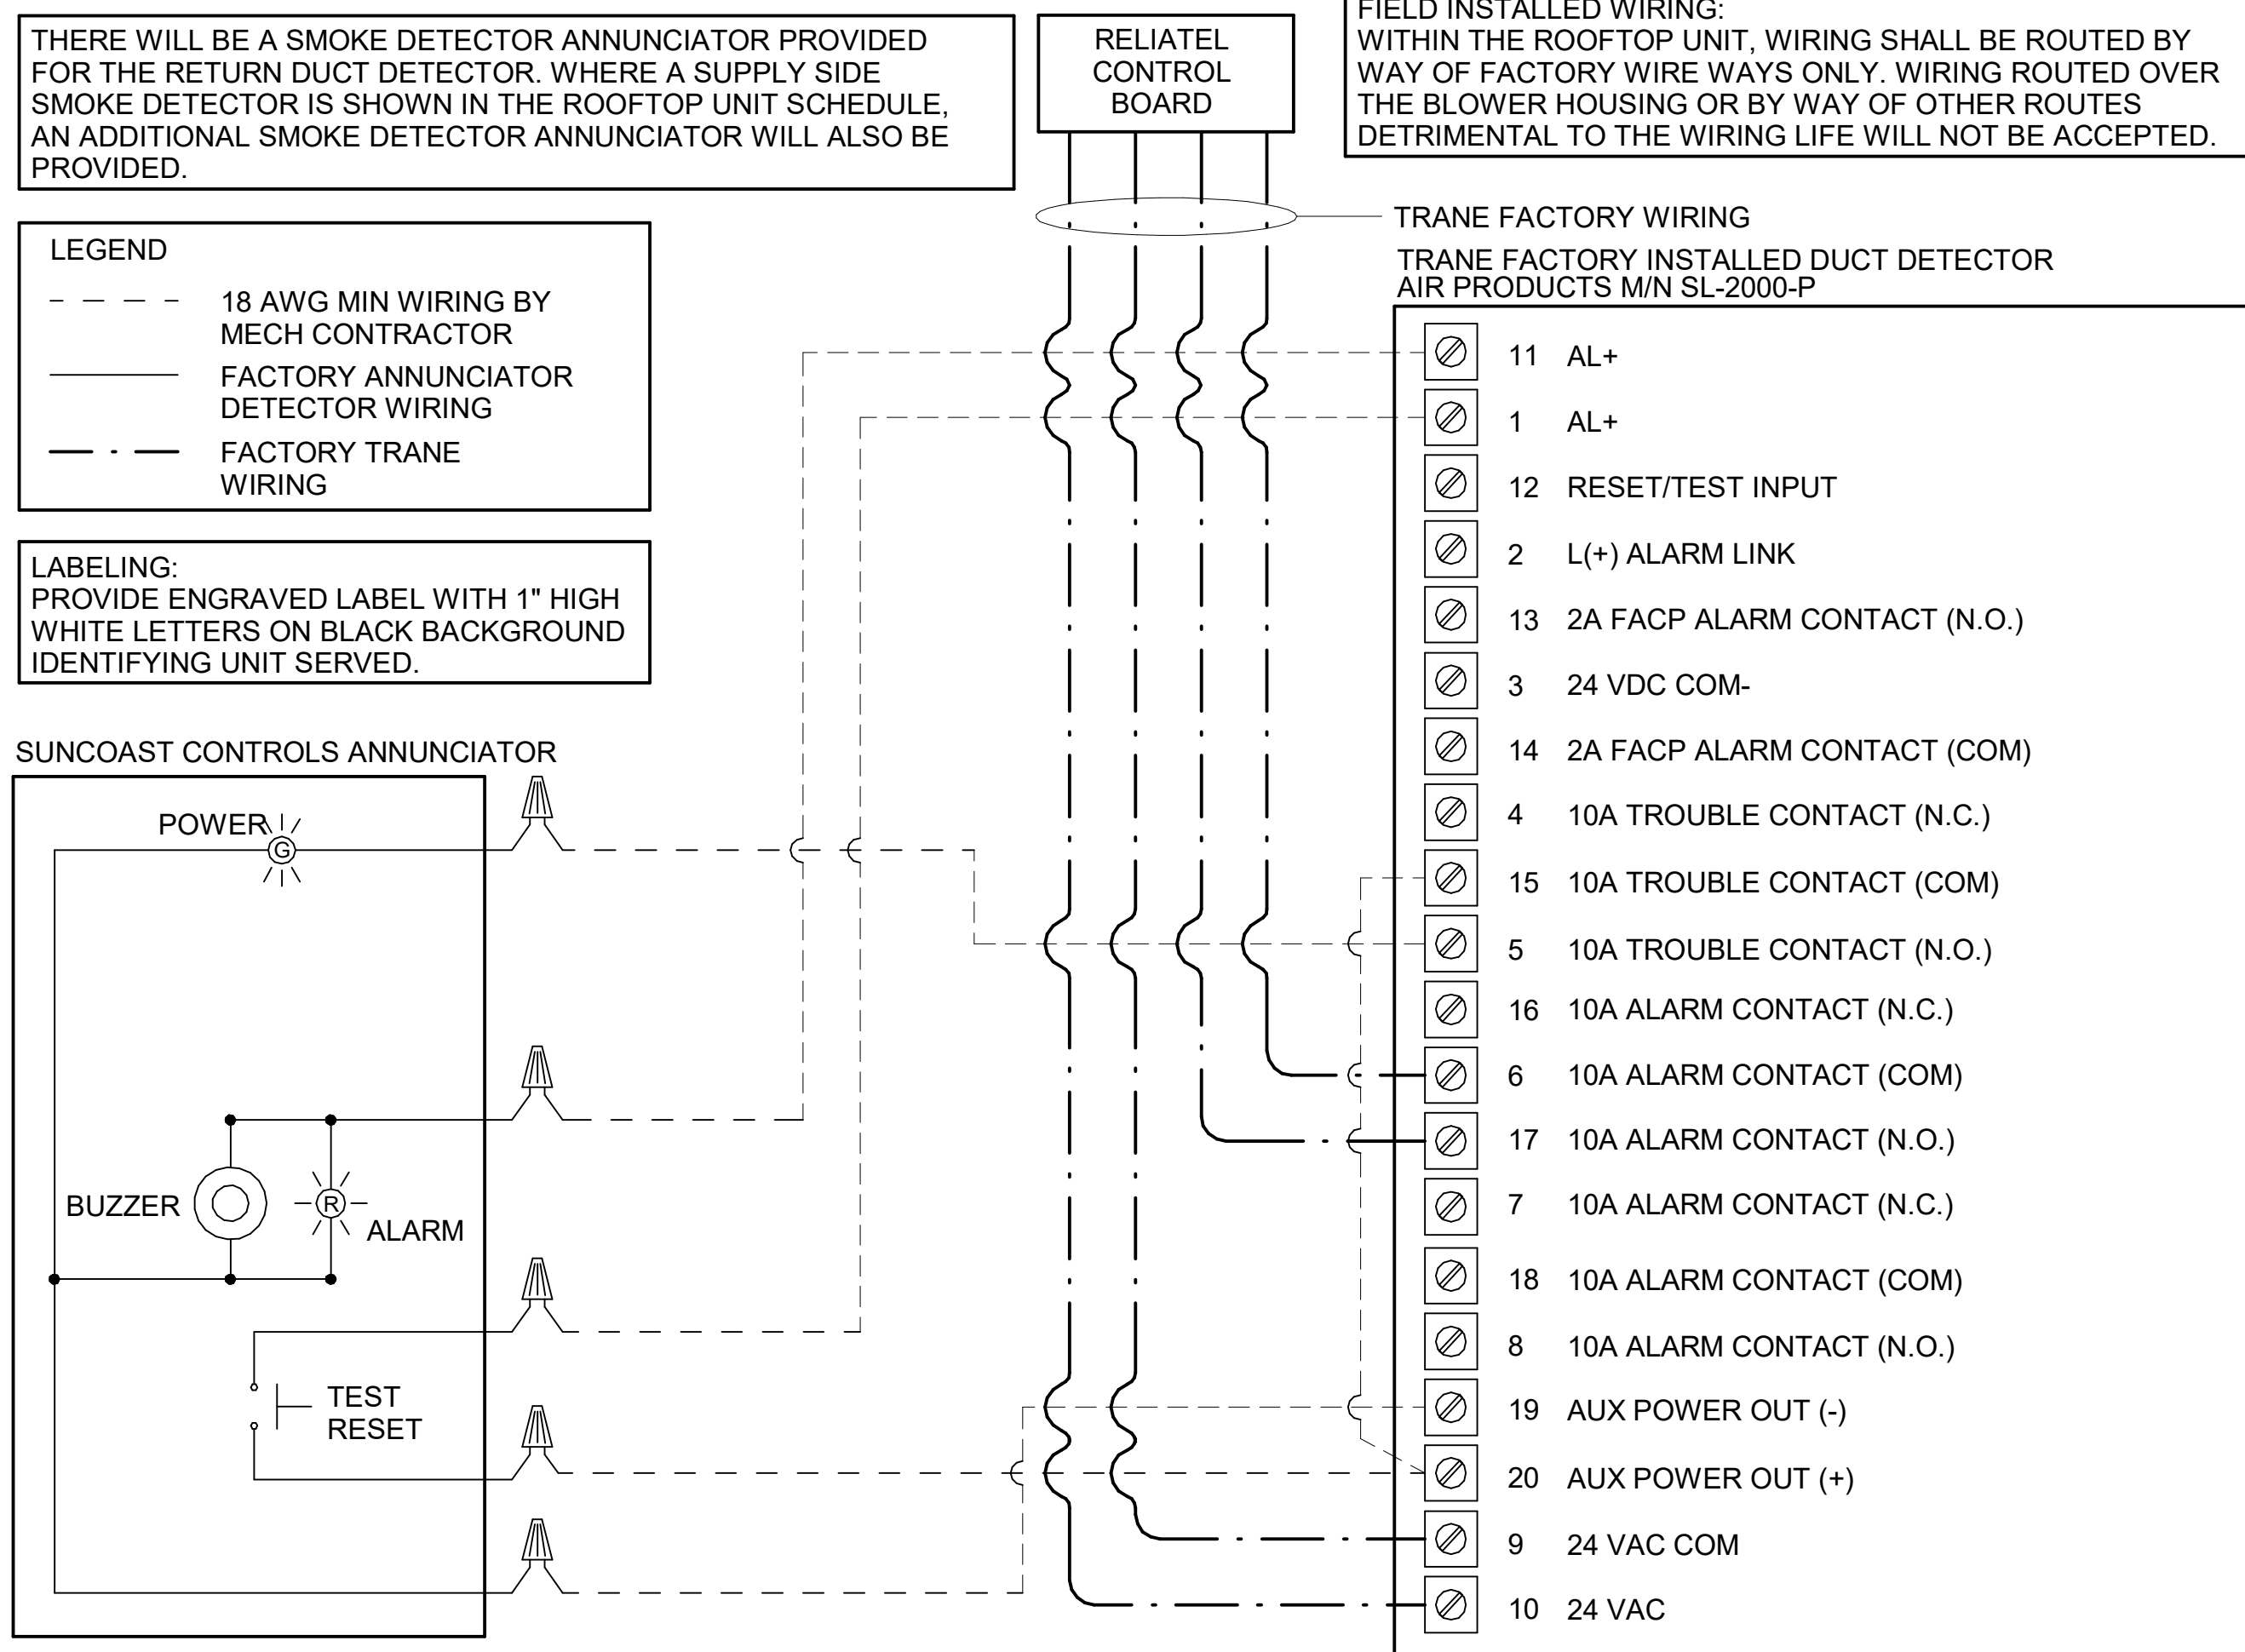 THERE WILL BE A SMOKE DETECTOR ANNUNCIATOR PROVIDED
FOR THE RETURN DUCT DETECTOR. WHERE A SUPPLY SIDE
SMOKE DETECTOR IS SHOWN IN THE ROOFTOP UNIT SCHEDULE,
AN ADDITIONAL SMOKE DETECTOR ANNUNCIATOR WILL ALSO BE
PROVIDED.
RELIATEL
CONTROL
BOARD
FIELD INSTALLED WIRING:
WITHIN THE ROOFTOP UNIT, WIRING SHALL BE ROUTED BY
WAY OF FACTORY WIRE WAYS ONLY. WIRING ROUTED OVER
THE BLOWER HOUSING OR BY WAY OF OTHER ROUTES
DETRIMENTAL TO THE WIRING LIFE WILL NOT BE ACCEPTED.
LEGEND
18 AWG MIN WIRING BY
MECH CONTRACTOR
FACTORY ANNUNCIATOR
DETECTOR WIRING
FACTORY TRANE
WIRING
LABELING:
PROVIDE ENGRAVED LABEL WITH 1" HIGH
WHITE LETTERS ON BLACK BACKGROUND
IDENTIFYING UNIT SERVED.
TRANE FACTORY WIRING
TRANE FACTORY INSTALLED DUCT DETECTOR
AIR PRODUCTS M/N SL-2000-P
11 AL+
1 AL+
12 RESET/TEST INPUT
2 L(+) ALARM LINK
13 2A FACP ALARM CONTACT (N.O.)
3 24 VDC COM-
14 2A FACP ALARM CONTACT (COM)
4 10A TROUBLE CONTACT (N.C.)
15 10A TROUBLE CONTACT (COM)
5 10A TROUBLE CONTACT (N.O.)
16 10A ALARM CONTACT (N.C.)
6 10A ALARM CONTACT (COM)
17 10A ALARM CONTACT (N.O.)
7 10A ALARM CONTACT (N.C.)
18 10A ALARM CONTACT (COM)
8 10A ALARM CONTACT (N.O.)
19 AUX POWER OUT (-)
20 AUX POWER OUT (+)
9 24 VAC COM
10 24 VAC
SUNCOAST CONTROLS ANNUNCIATOR
POWER
G
BUZZER
R
ALARM
TEST
RESET